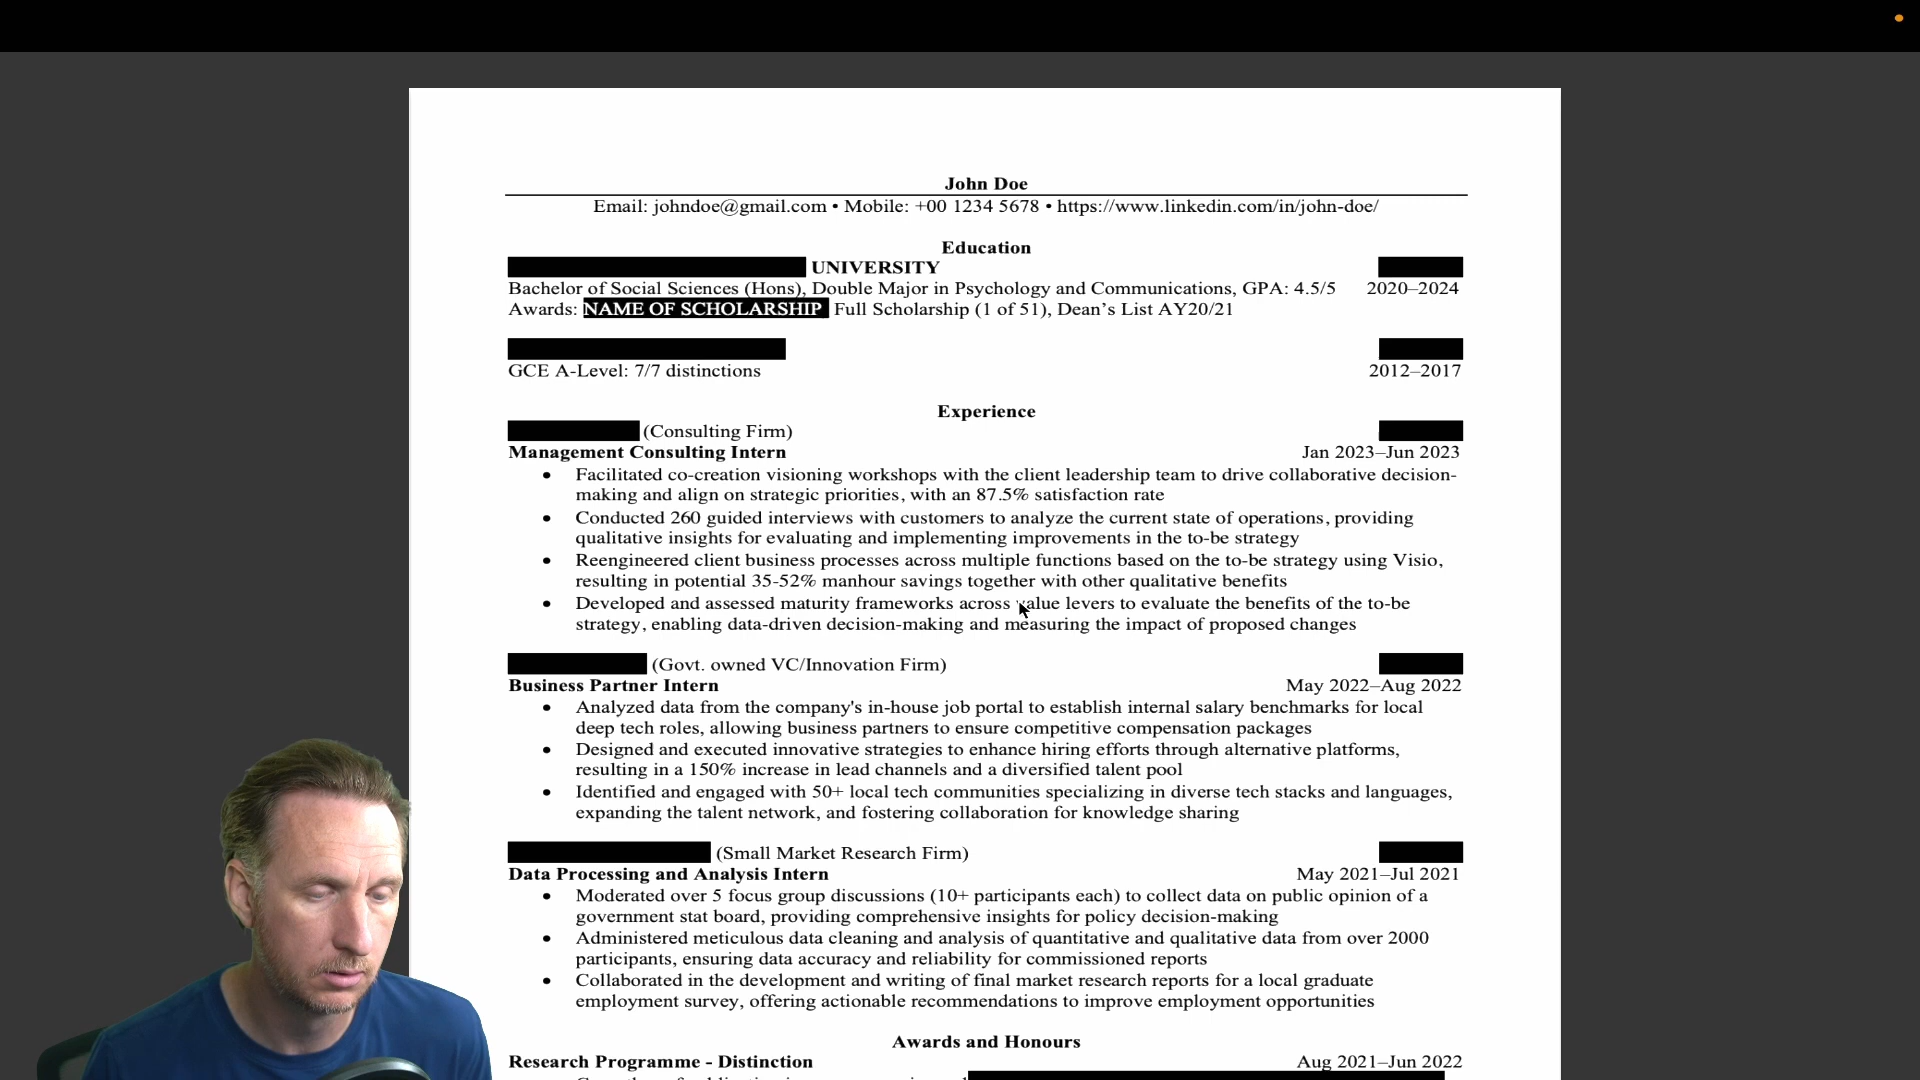 John Doe
Email: johndoe@gmail.com • Mobile: +00 1234 5678 • https://www.linkedin.com/in/john-doe/
Education
UNIVERSITY
Bachelor of Social Sciences (Hons), Double Major in Psychology and Communications, GPA: 4.5/5 2020–2024
Awards: NAME OF SCHOLARSHIP Full Scholarship (1 of 51), Dean’s List AY20/21
GCE A-Level: 7/7 distinctions 2012–2017
Experience
(Consulting Firm)
Management Consulting Intern Jan 2023–Jun 2023
• Facilitated co-creation visioning workshops with the client leadership team to drive collaborative decision-
making and align on strategic priorities, with an 87.5% satisfaction rate
• Conducted 260 guided interviews with customers to analyze the current state of operations, providing
qualitative insights for evaluating and implementing improvements in the to-be strategy
• Reengineered client business processes across multiple functions based on the to-be strategy using Visio,
resulting in potential 35-52% manhour savings together with other qualitative benefits
• Developed and assessed maturity frameworks across value levers to evaluate the benefits of the to-be
strategy, enabling data-driven decision-making and measuring the impact of proposed changes
(Govt. owned VC/Innovation Firm)
Business Partner Intern May 2022–Aug 2022
• Analyzed data from the company's in-house job portal to establish internal salary benchmarks for local
deep tech roles, allowing business partners to ensure competitive compensation packages
• Designed and executed innovative strategies to enhance hiring efforts through alternative platforms,
resulting in a 150% increase in lead channels and a diversified talent pool
• Identified and engaged with 50+ local tech communities specializing in diverse tech stacks and languages,
expanding the talent network, and fostering collaboration for knowledge sharing
(Small Market Research Firm)
Data Processing and Analysis Intern May 2021–Jul 2021
• Moderated over 5 focus group discussions (10+ participants each) to collect data on public opinion of a
government stat board, providing comprehensive insights for policy decision-making
• Administered meticulous data cleaning and analysis of quantitative and qualitative data from over 2000
participants, ensuring data accuracy and reliability for commissioned reports
• Collaborated in the development and writing of final market research reports for a local graduate
employment survey, offering actionable recommendations to improve employment opportunities
Awards and Honours
Research Programme - Distinction Aug 2021–Jun 2022